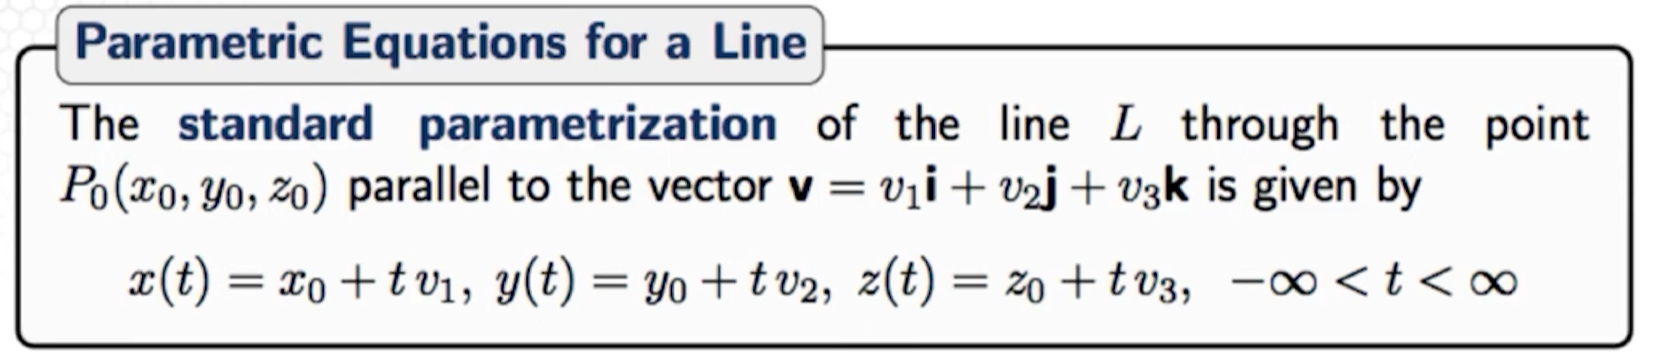 Parametric Equations for a Line
The standard parametrization of the line L through the point
P₀(x₀, y₀, z₀) parallel to the vector v = v₁i + v₂j + v₃k is given by
x(t) = x₀ + t v₁, y(t) = y₀ + t v₂, z(t) = z₀ + t v₃, −∞ < t < ∞